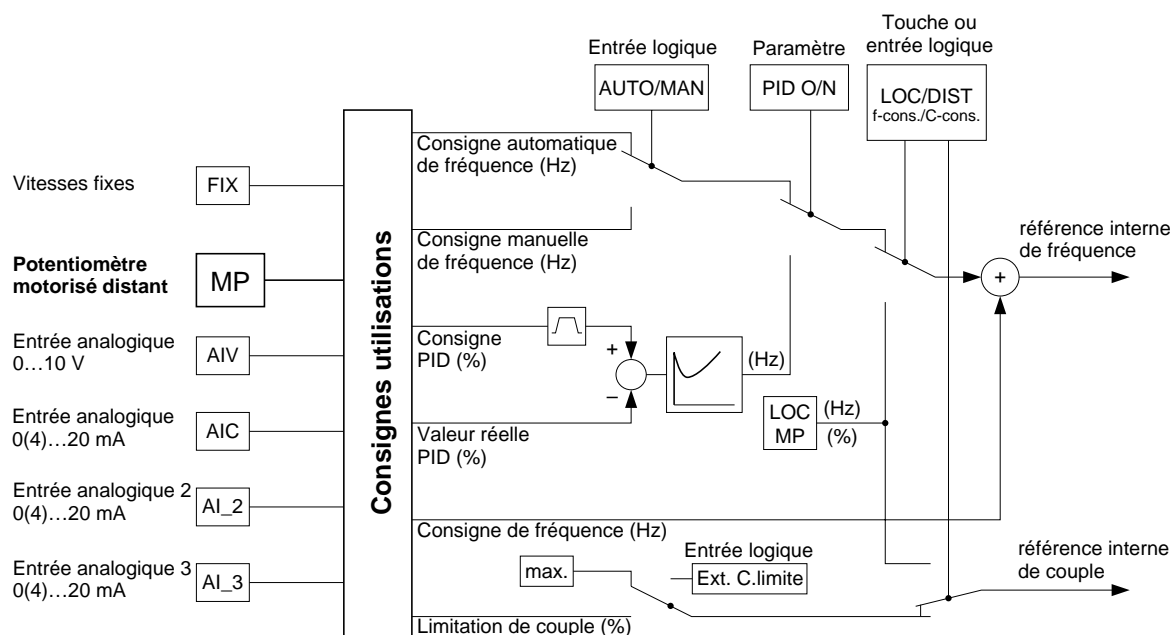 Entrée logique
AUTO/MAN
Paramètre
PID O/N
Touche ou
entrée logique
LOC/DIST
f-cons./C-cons.
Vitesses fixes
FIX
Potentiomètre
motorisé distant
MP
Entrée analogique
0…10 V
AIV
Entrée analogique
0(4)…20 mA
AIC
Entrée analogique 2
0(4)…20 mA
AI_2
Entrée analogique 3
0(4)…20 mA
AI_3
Consignes utilisations
Consigne automatique
de fréquence (Hz)
Consigne manuelle
de fréquence (Hz)
Consigne
PID (%)
+
−
(Hz)
Valeur réelle
PID (%)
LOC
MP
(Hz)
(%)
+
référence interne
de fréquence
Consigne de fréquence (Hz)
Entrée logique
max.
Ext. C.limite
Limitation de couple (%)
référence interne
de couple